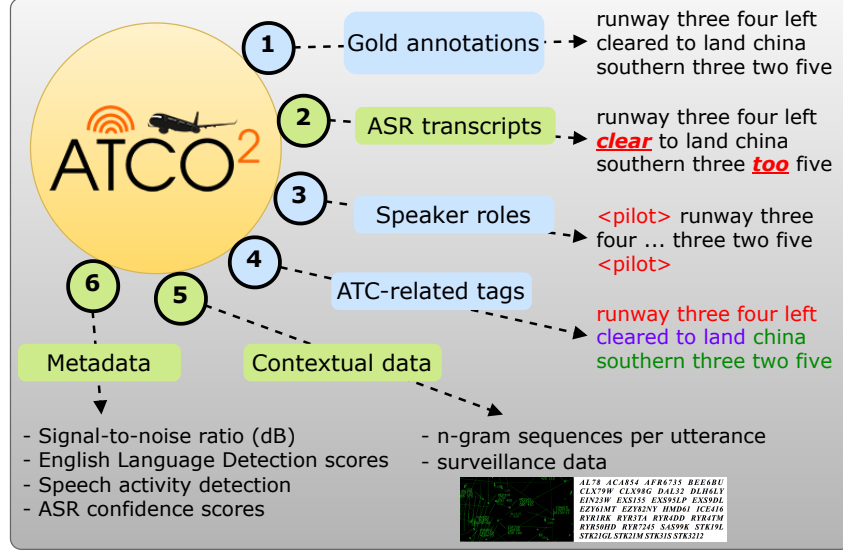 ATCO2
1
Gold annotations
runway three four left
cleared to land china
southern three two five
2
ASR transcripts
runway three four left
clear to land china
southern three too five
3
Speaker roles
<pilot> runway three
four ... three two five
<pilot>
4
ATC-related tags
runway three four left
cleared to land china
southern three two five
5
Contextual data
- n-gram sequences per utterance
- surveillance data
AL78 ACA854 AFR6735 BEE6BU
CLX79W CLX98G DAL32 DLH6LY
EIN23W EXS155 EXS95LP EXS9DL
EZY61MT EZY82NY HMD61 ICE416
RYR1RK RYR3TA RYR4DD RYR4TM
RYR50HD RYR7245 SAS99K STK19L
STK21GL STK21M STK31S STK3212
6
Metadata
- Signal-to-noise ratio (dB)
- English Language Detection scores
- Speech activity detection
- ASR confidence scores